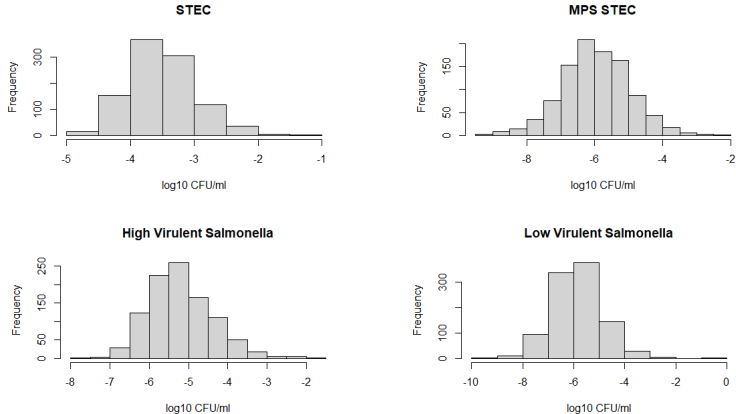 STEC
Frequency
0 100 300
-5 -4 -3 -2 -1
log10 CFU/ml
MPS STEC
Frequency
0 50 150
-8 -6 -4 -2
log10 CFU/ml
High Virulent Salmonella
Frequency
0 50 150 250
-8 -7 -6 -5 -4 -3 -2
log10 CFU/ml
Low Virulent Salmonella
Frequency
0 100 300
-10 -8 -6 -4 -2 0
log10 CFU/ml